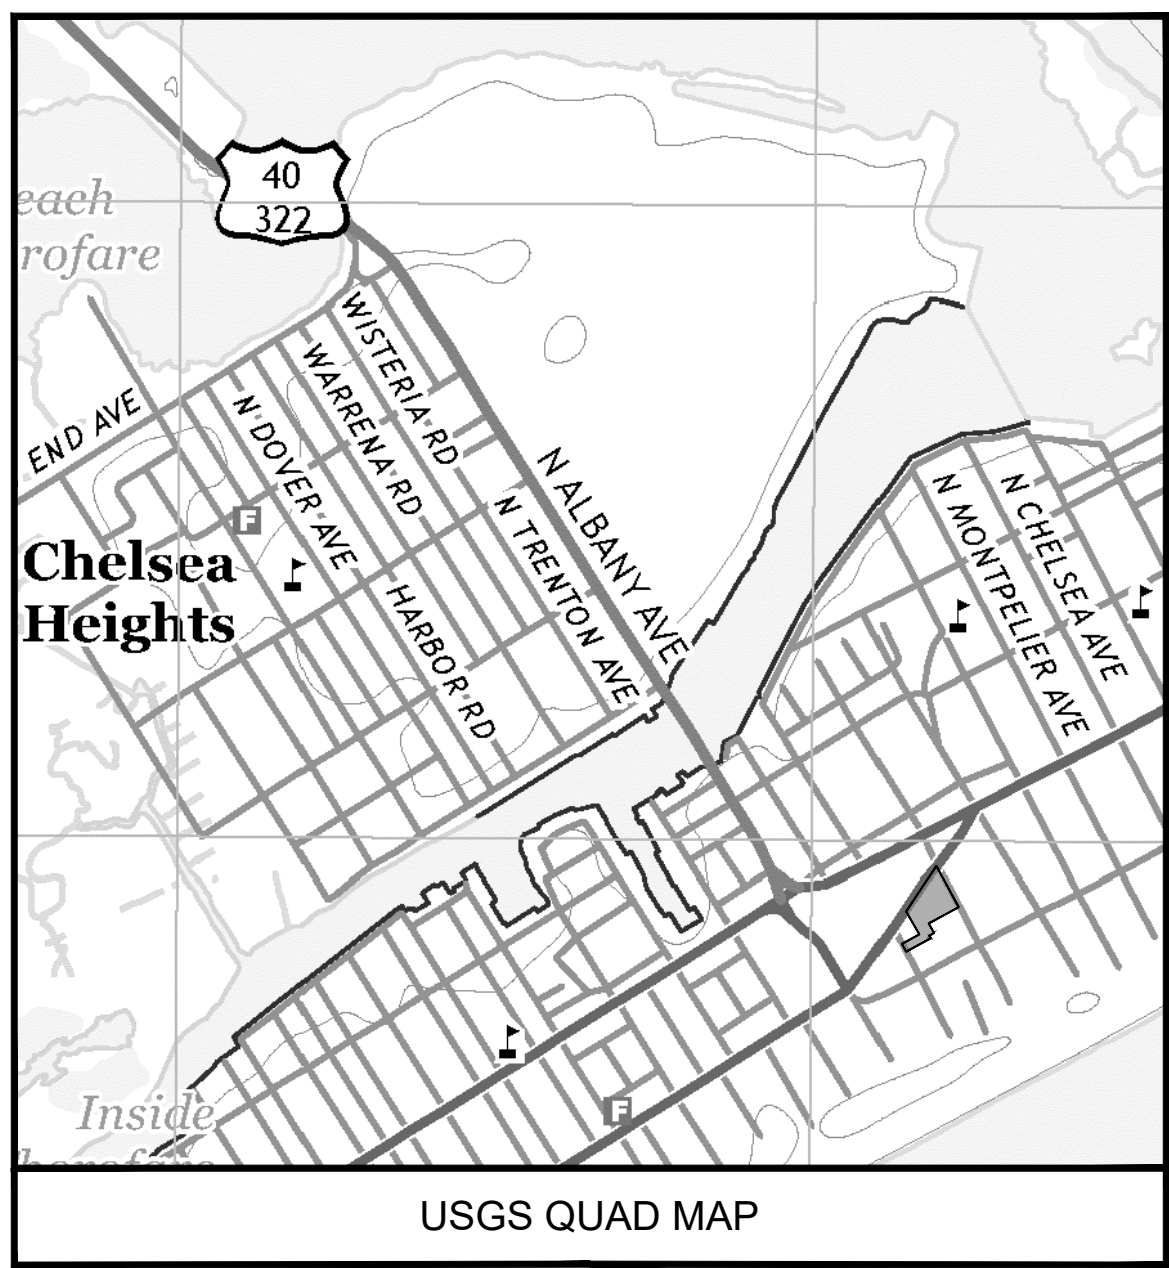 40
322
each
rofare
WISTERIA RD
WARREN A RD
N DOVER AVE
END AVE
N ALBANY AVE
N TRENTON AVE
HARBOR RD
N MONTPELIER AVE
N CHELSEA AVE
F
Chelsea
Heights
Inside
F
USGS QUAD MAP